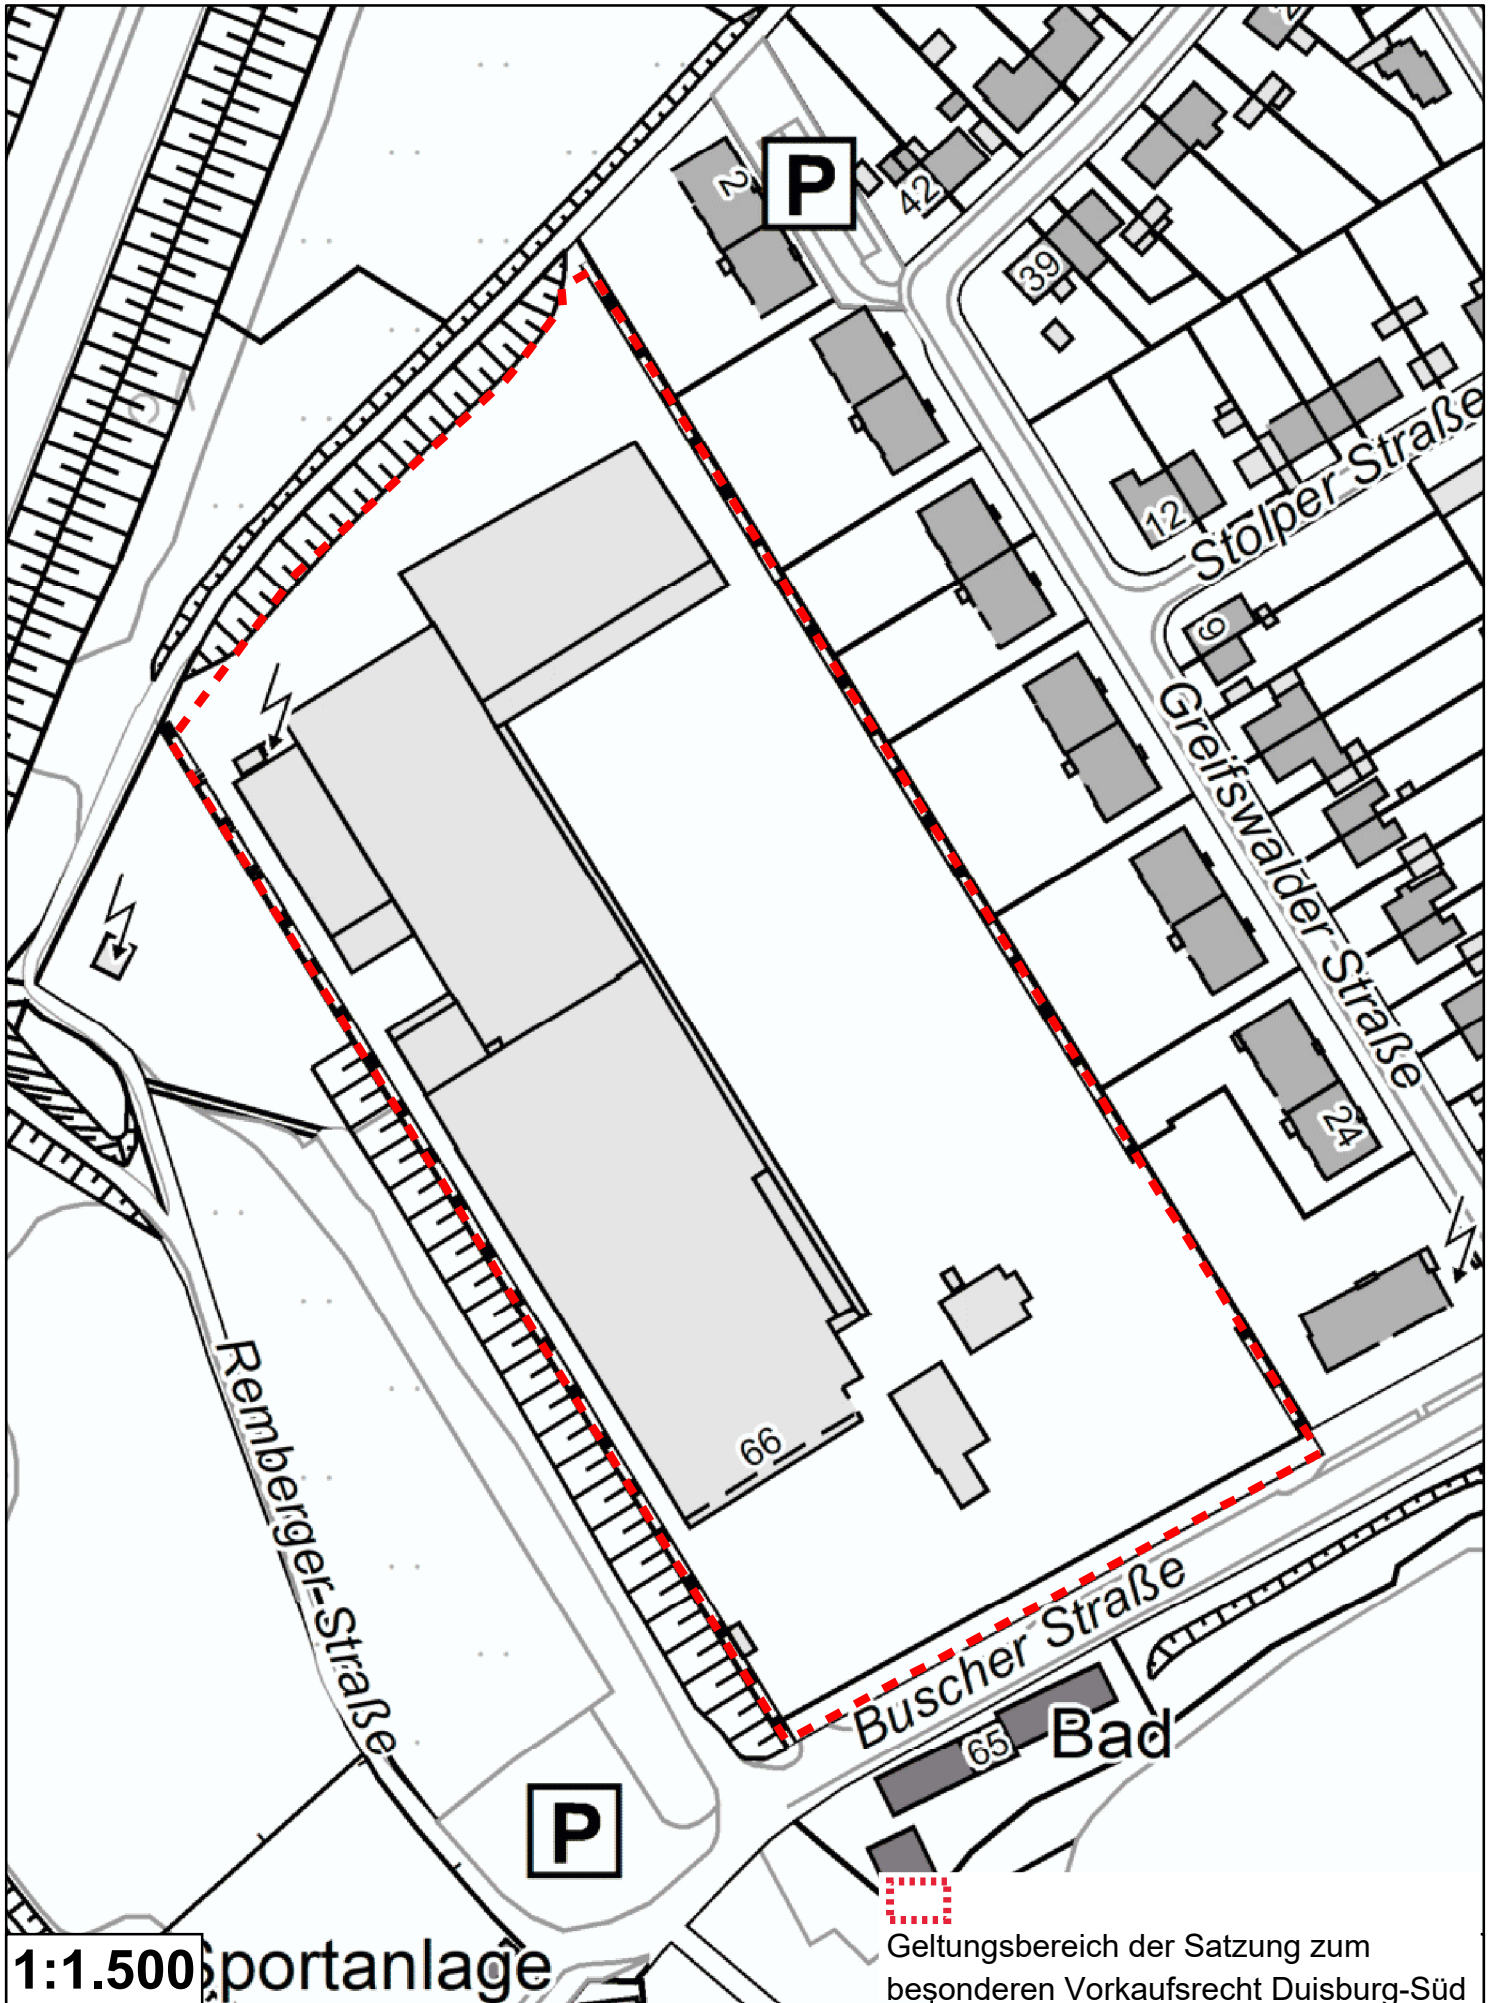 2
P
42
39
Stolper Straße
12
9
Greifswalder Straße
24
66
Remberger-Straße
Buscher Straße
65
Bad
P
Sportanlage
1:1.500
Geltungsbereich der Satzung zum
besonderen Vorkaufsrecht Duisburg-Süd